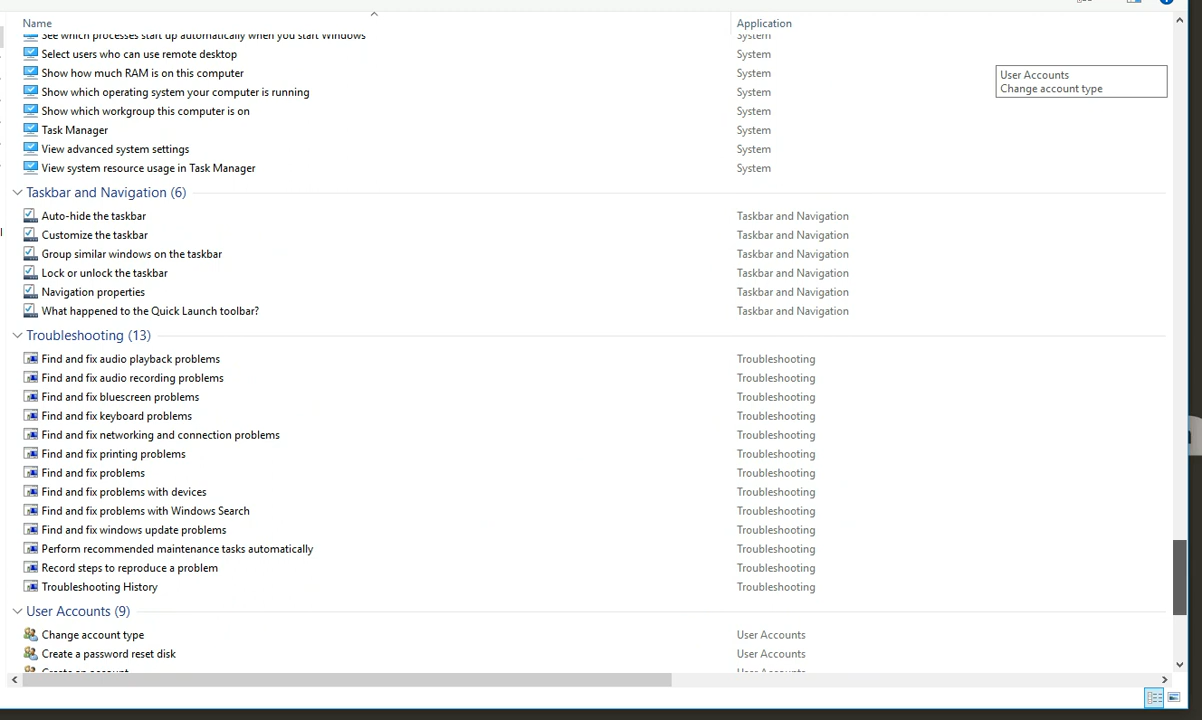 Name Application
See which processes start up automatically when you start Windows System
Select users who can use remote desktop System
Show how much RAM is on this computer System
User Accounts
Change account type
Show which operating system your computer is running System
Show which workgroup this computer is on System
Task Manager System
View advanced system settings System
View system resource usage in Task Manager System
Taskbar and Navigation (6)
Auto-hide the taskbar Taskbar and Navigation
Customize the taskbar Taskbar and Navigation
Group similar windows on the taskbar Taskbar and Navigation
Lock or unlock the taskbar Taskbar and Navigation
Navigation properties Taskbar and Navigation
What happened to the Quick Launch toolbar? Taskbar and Navigation
Troubleshooting (13)
Find and fix audio playback problems Troubleshooting
Find and fix audio recording problems Troubleshooting
Find and fix bluescreen problems Troubleshooting
Find and fix keyboard problems Troubleshooting
Find and fix networking and connection problems Troubleshooting
Find and fix printing problems Troubleshooting
Find and fix problems Troubleshooting
Find and fix problems with devices Troubleshooting
Find and fix problems with Windows Search Troubleshooting
Find and fix windows update problems Troubleshooting
Perform recommended maintenance tasks automatically Troubleshooting
Record steps to reproduce a problem Troubleshooting
Troubleshooting History Troubleshooting
User Accounts (9)
Change account type User Accounts
Create a password reset disk User Accounts
Create an account User Accounts